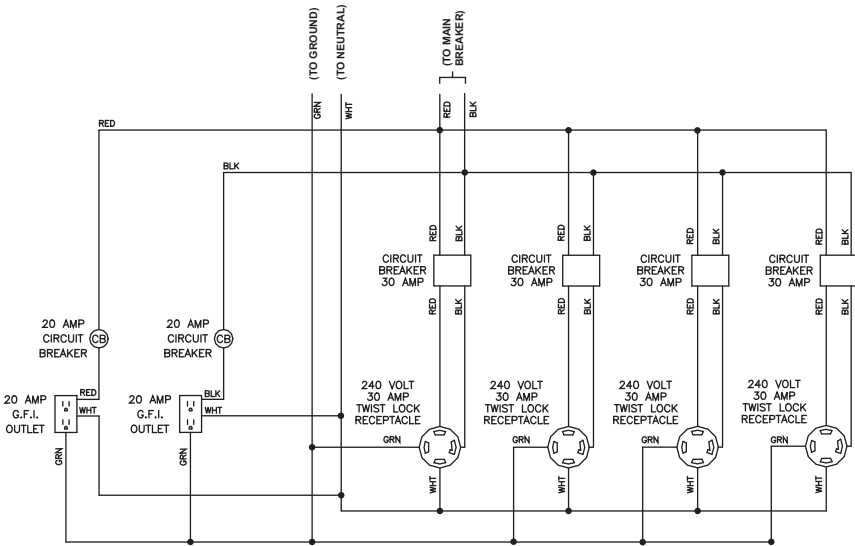 (TO GROUND)
(TO NEUTRAL)
(TO MAIN
BREAKER)
GRN
WHT
RED
BLK
RED
BLK
RED
BLK
RED
BLK
RED
BLK
RED
BLK
CIRCUIT
BREAKER
30 AMP
CIRCUIT
BREAKER
30 AMP
CIRCUIT
BREAKER
30 AMP
CIRCUIT
BREAKER
30 AMP
RED
BLK
RED
BLK
RED
BLK
RED
BLK
20 AMP
CIRCUIT
BREAKER
CB
20 AMP
CIRCUIT
BREAKER
CB
20 AMP
G.F.I.
OUTLET
RED
WHT
GRN
20 AMP
G.F.I.
OUTLET
BLK
WHT
GRN
240 VOLT
30 AMP
TWIST LOCK
RECEPTACLE
GRN
WHT
240 VOLT
30 AMP
TWIST LOCK
RECEPTACLE
GRN
WHT
240 VOLT
30 AMP
TWIST LOCK
RECEPTACLE
GRN
WHT
240 VOLT
30 AMP
TWIST LOCK
RECEPTACLE
GRN
WHT